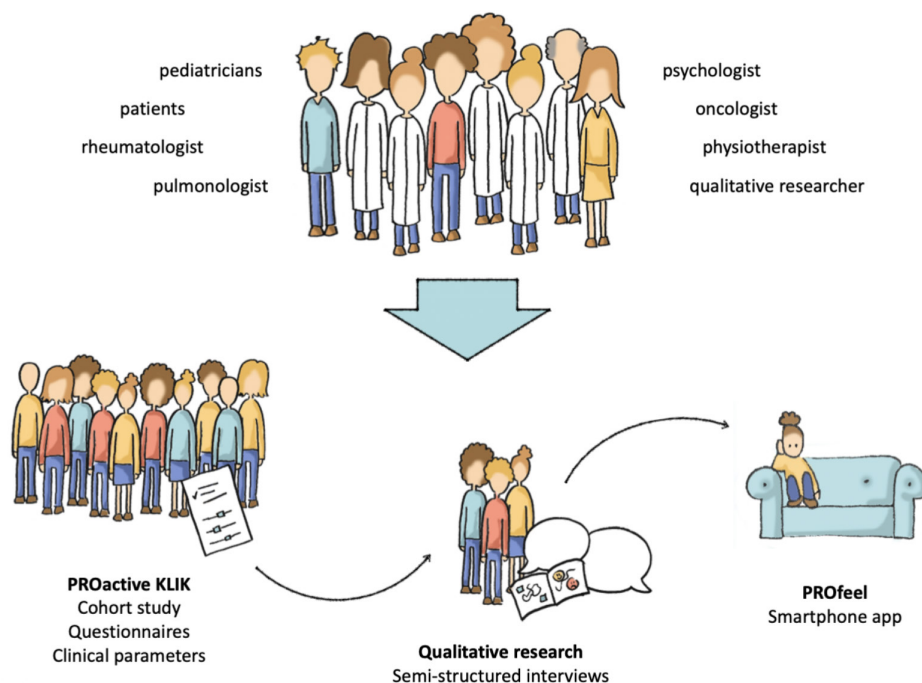 pediatricians
patients
rheumatologist
pulmonologist
psychologist
oncologist
physiotherapist
qualitative researcher
PROactive KLIK
Cohort study
Questionnaires
Clinical parameters
Qualitative research
Semi-structured interviews
PROfeel
Smartphone app